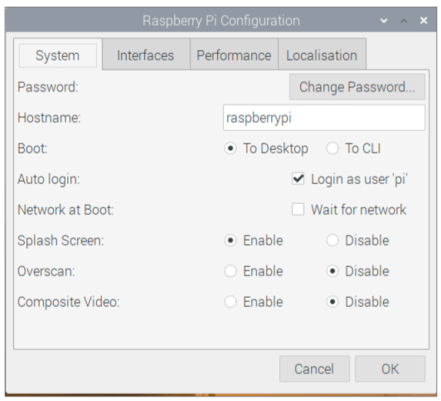 Raspberry Pi Configuration
System Interfaces Performance Localisation
Password: Change Password...
Hostname: raspberrypi
Boot: To Desktop To CLI
Auto login: Login as user 'pi'
Network at Boot: Wait for network
Splash Screen: Enable Disable
Overscan: Enable Disable
Composite Video: Enable Disable
Cancel OK